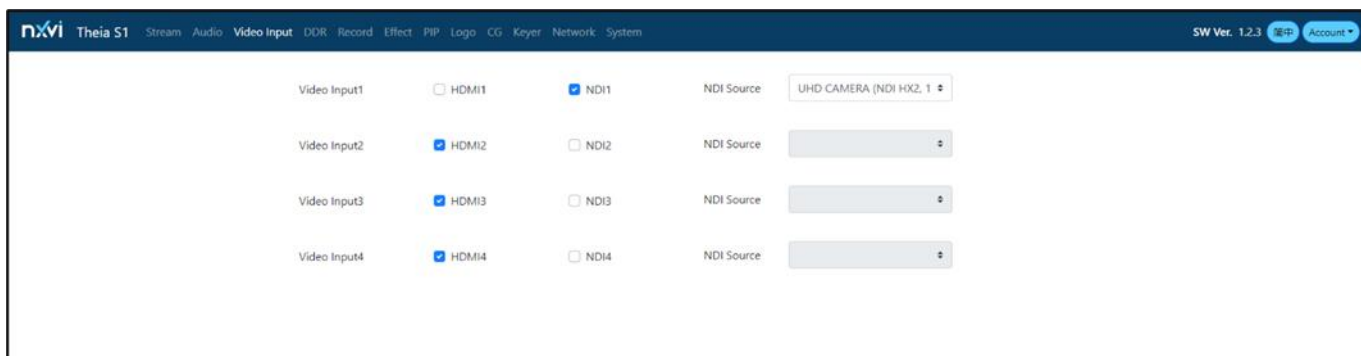 nxvi Theia S1 Stream Audio Video Input DDR Record Effect PIP Logo CG Keyer Network System SW Ver. 1.2.3 简中 Account
Video Input1 HDMI1 NDI1 NDI Source UHD CAMERA (NDI HX2, 1
Video Input2 HDMI2 NDI2 NDI Source
Video Input3 HDMI3 NDI3 NDI Source
Video Input4 HDMI4 NDI4 NDI Source